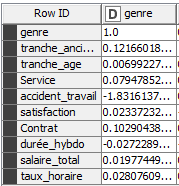 Row ID D genre
genre 1.0
tranche_anci... 0.12166018...
tranche_age 0.00699227...
Service 0.07947852...
accident_travail -1.8316137...
satisfaction 0.02337232...
Contrat 0.10290438...
durée_hybdo -0.0272289...
salaire_total 0.01977449...
taux_horaire 0.02807609...